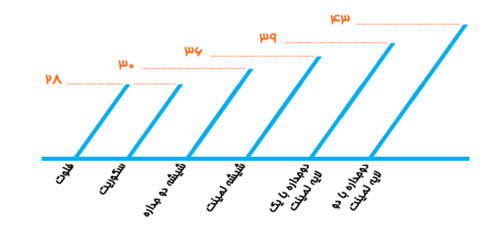 ۲۸
۳۰
۳۶
۳۹
۴۳
فلوت
سکوریت
شیشه دو جداره
شیشه لمینت
دوجداره با یک
لایه لمینت
دوجداره با دو
لایه لمینت